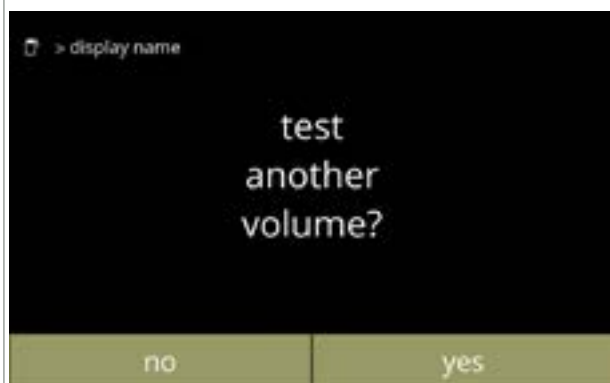 > display name
test
another
volume?
no
yes